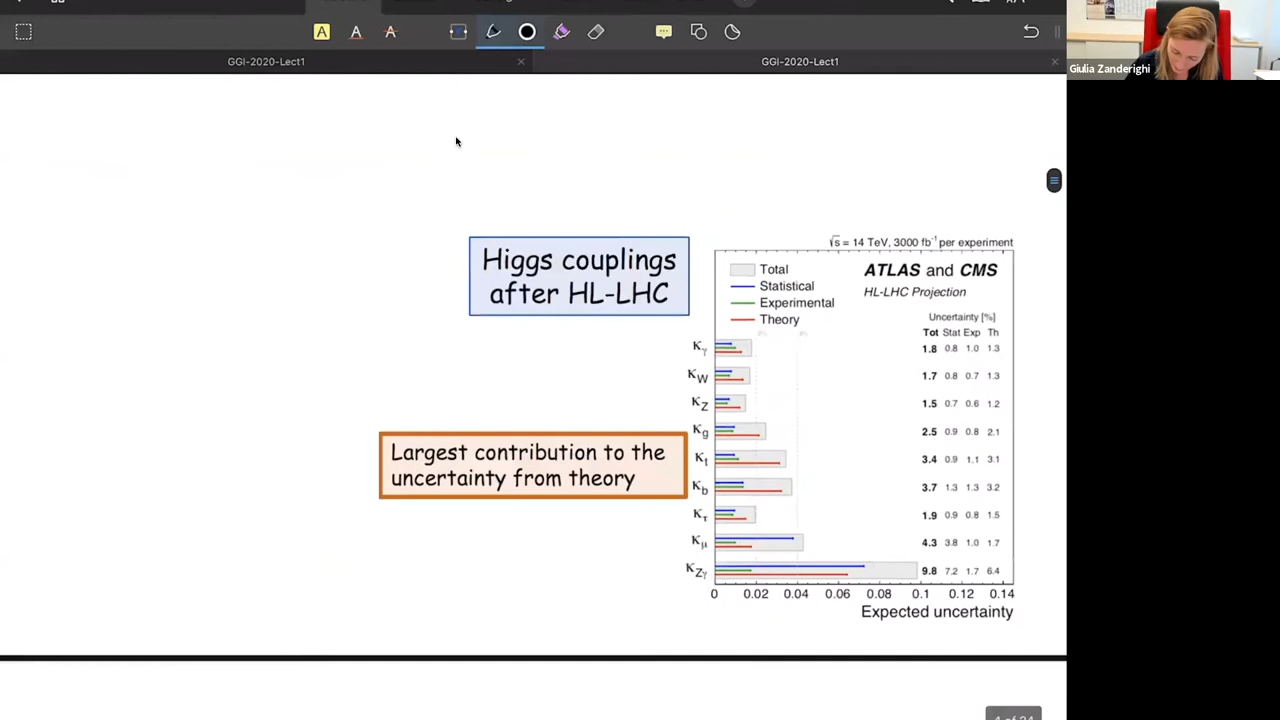 A A A
GGI-2020-Lect1 × GGI-2020-Lect1 ×
Giulia Zanderighi
Higgs couplings
after HL-LHC
Largest contribution to the
uncertainty from theory
√s = 14 TeV, 3000 fb⁻¹ per experiment
Total
Statistical
Experimental
Theory
ATLAS and CMS
HL-LHC Projection
Uncertainty [%]
Tot Stat Exp Th
κγ 1.8 0.8 1.0 1.3
κW 1.7 0.8 0.7 1.3
κZ 1.5 0.7 0.6 1.2
κg 2.5 0.9 0.8 2.1
κt 3.4 0.9 1.1 3.1
κb 3.7 1.3 1.3 3.2
κτ 1.9 0.9 0.8 1.5
κμ 4.3 3.8 1.0 1.7
κZγ 9.8 7.2 1.7 6.4
0 0.02 0.04 0.06 0.08 0.1 0.12 0.14
Expected uncertainty